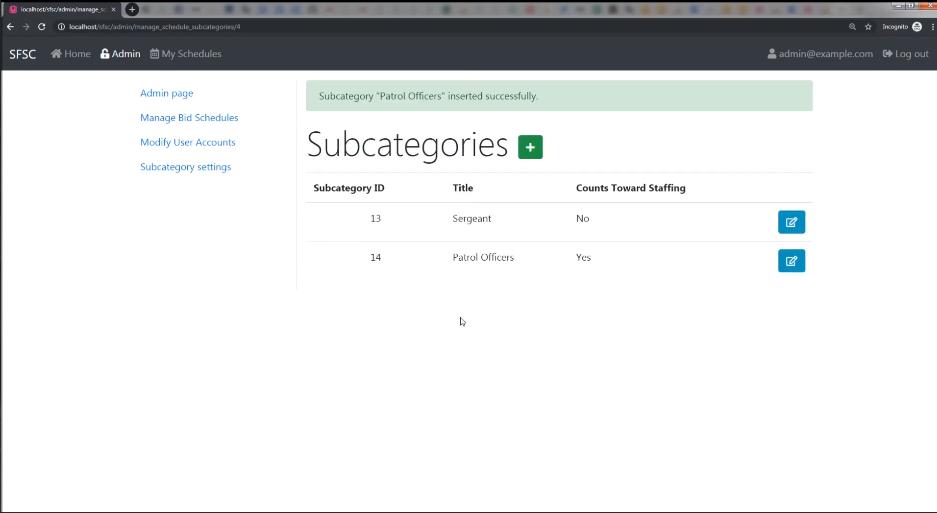 localhost/sfsc/admin/manage_sc
localhost/sfsc/admin/manage_schedule_subcategories/4
Incognito
SFSC Home Admin My Schedules
admin@example.com Log out
Admin page
Manage Bid Schedules
Modify User Accounts
Subcategory settings
Subcategory "Patrol Officers" inserted successfully.
Subcategories
Subcategory ID Title Counts Toward Staffing
13 Sergeant No
14 Patrol Officers Yes